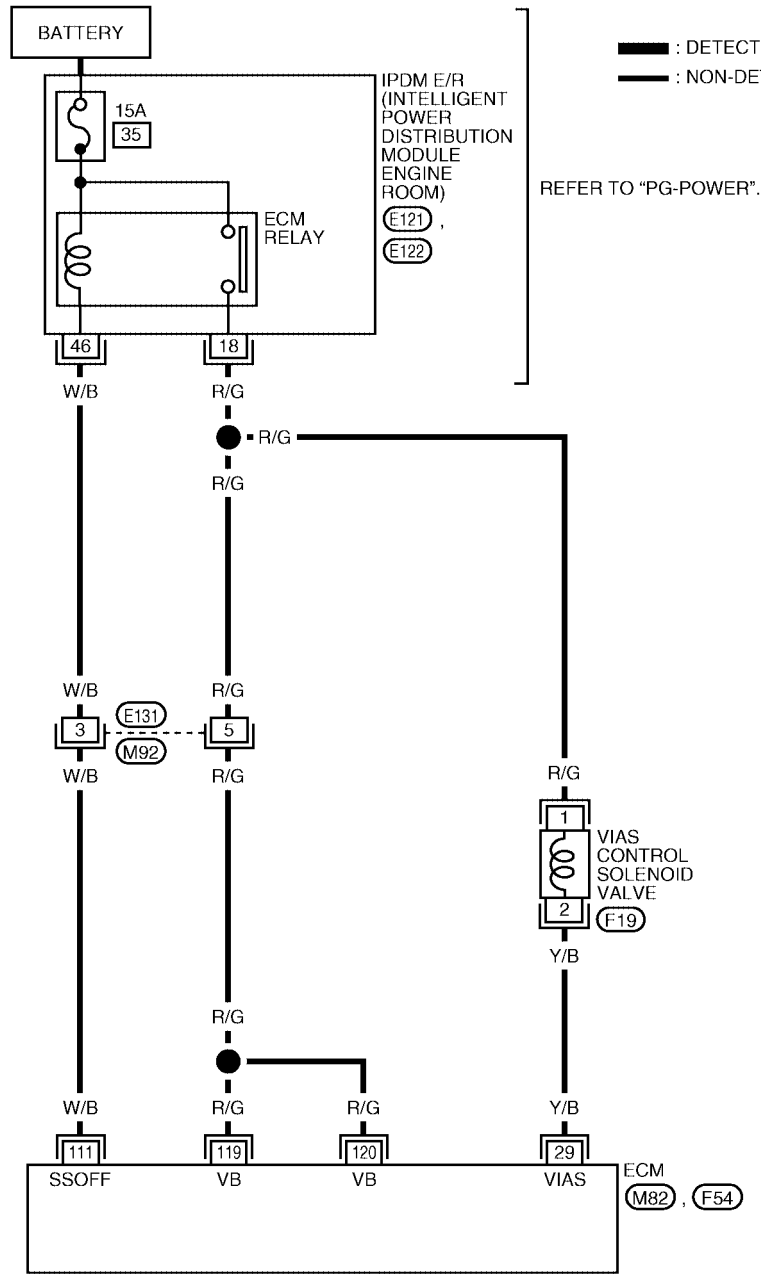 BATTERY
: DETECT
: NON-DE
15A
35
IPDM E/R
(INTELLIGENT
POWER
DISTRIBUTION
MODULE
ENGINE
ROOM)
E121 ,
E122
REFER TO “PG-POWER”.
ECM
RELAY
46
18
W/B
R/G
R/G
R/G
W/B
R/G
3
E131
M92
5
W/B
R/G
R/G
1
VIAS
CONTROL
SOLENOID
VALVE
2
F19
Y/B
R/G
W/B
R/G
R/G
Y/B
111
119
120
29
SSOFF
VB
VB
VIAS
ECM
M82 , F54